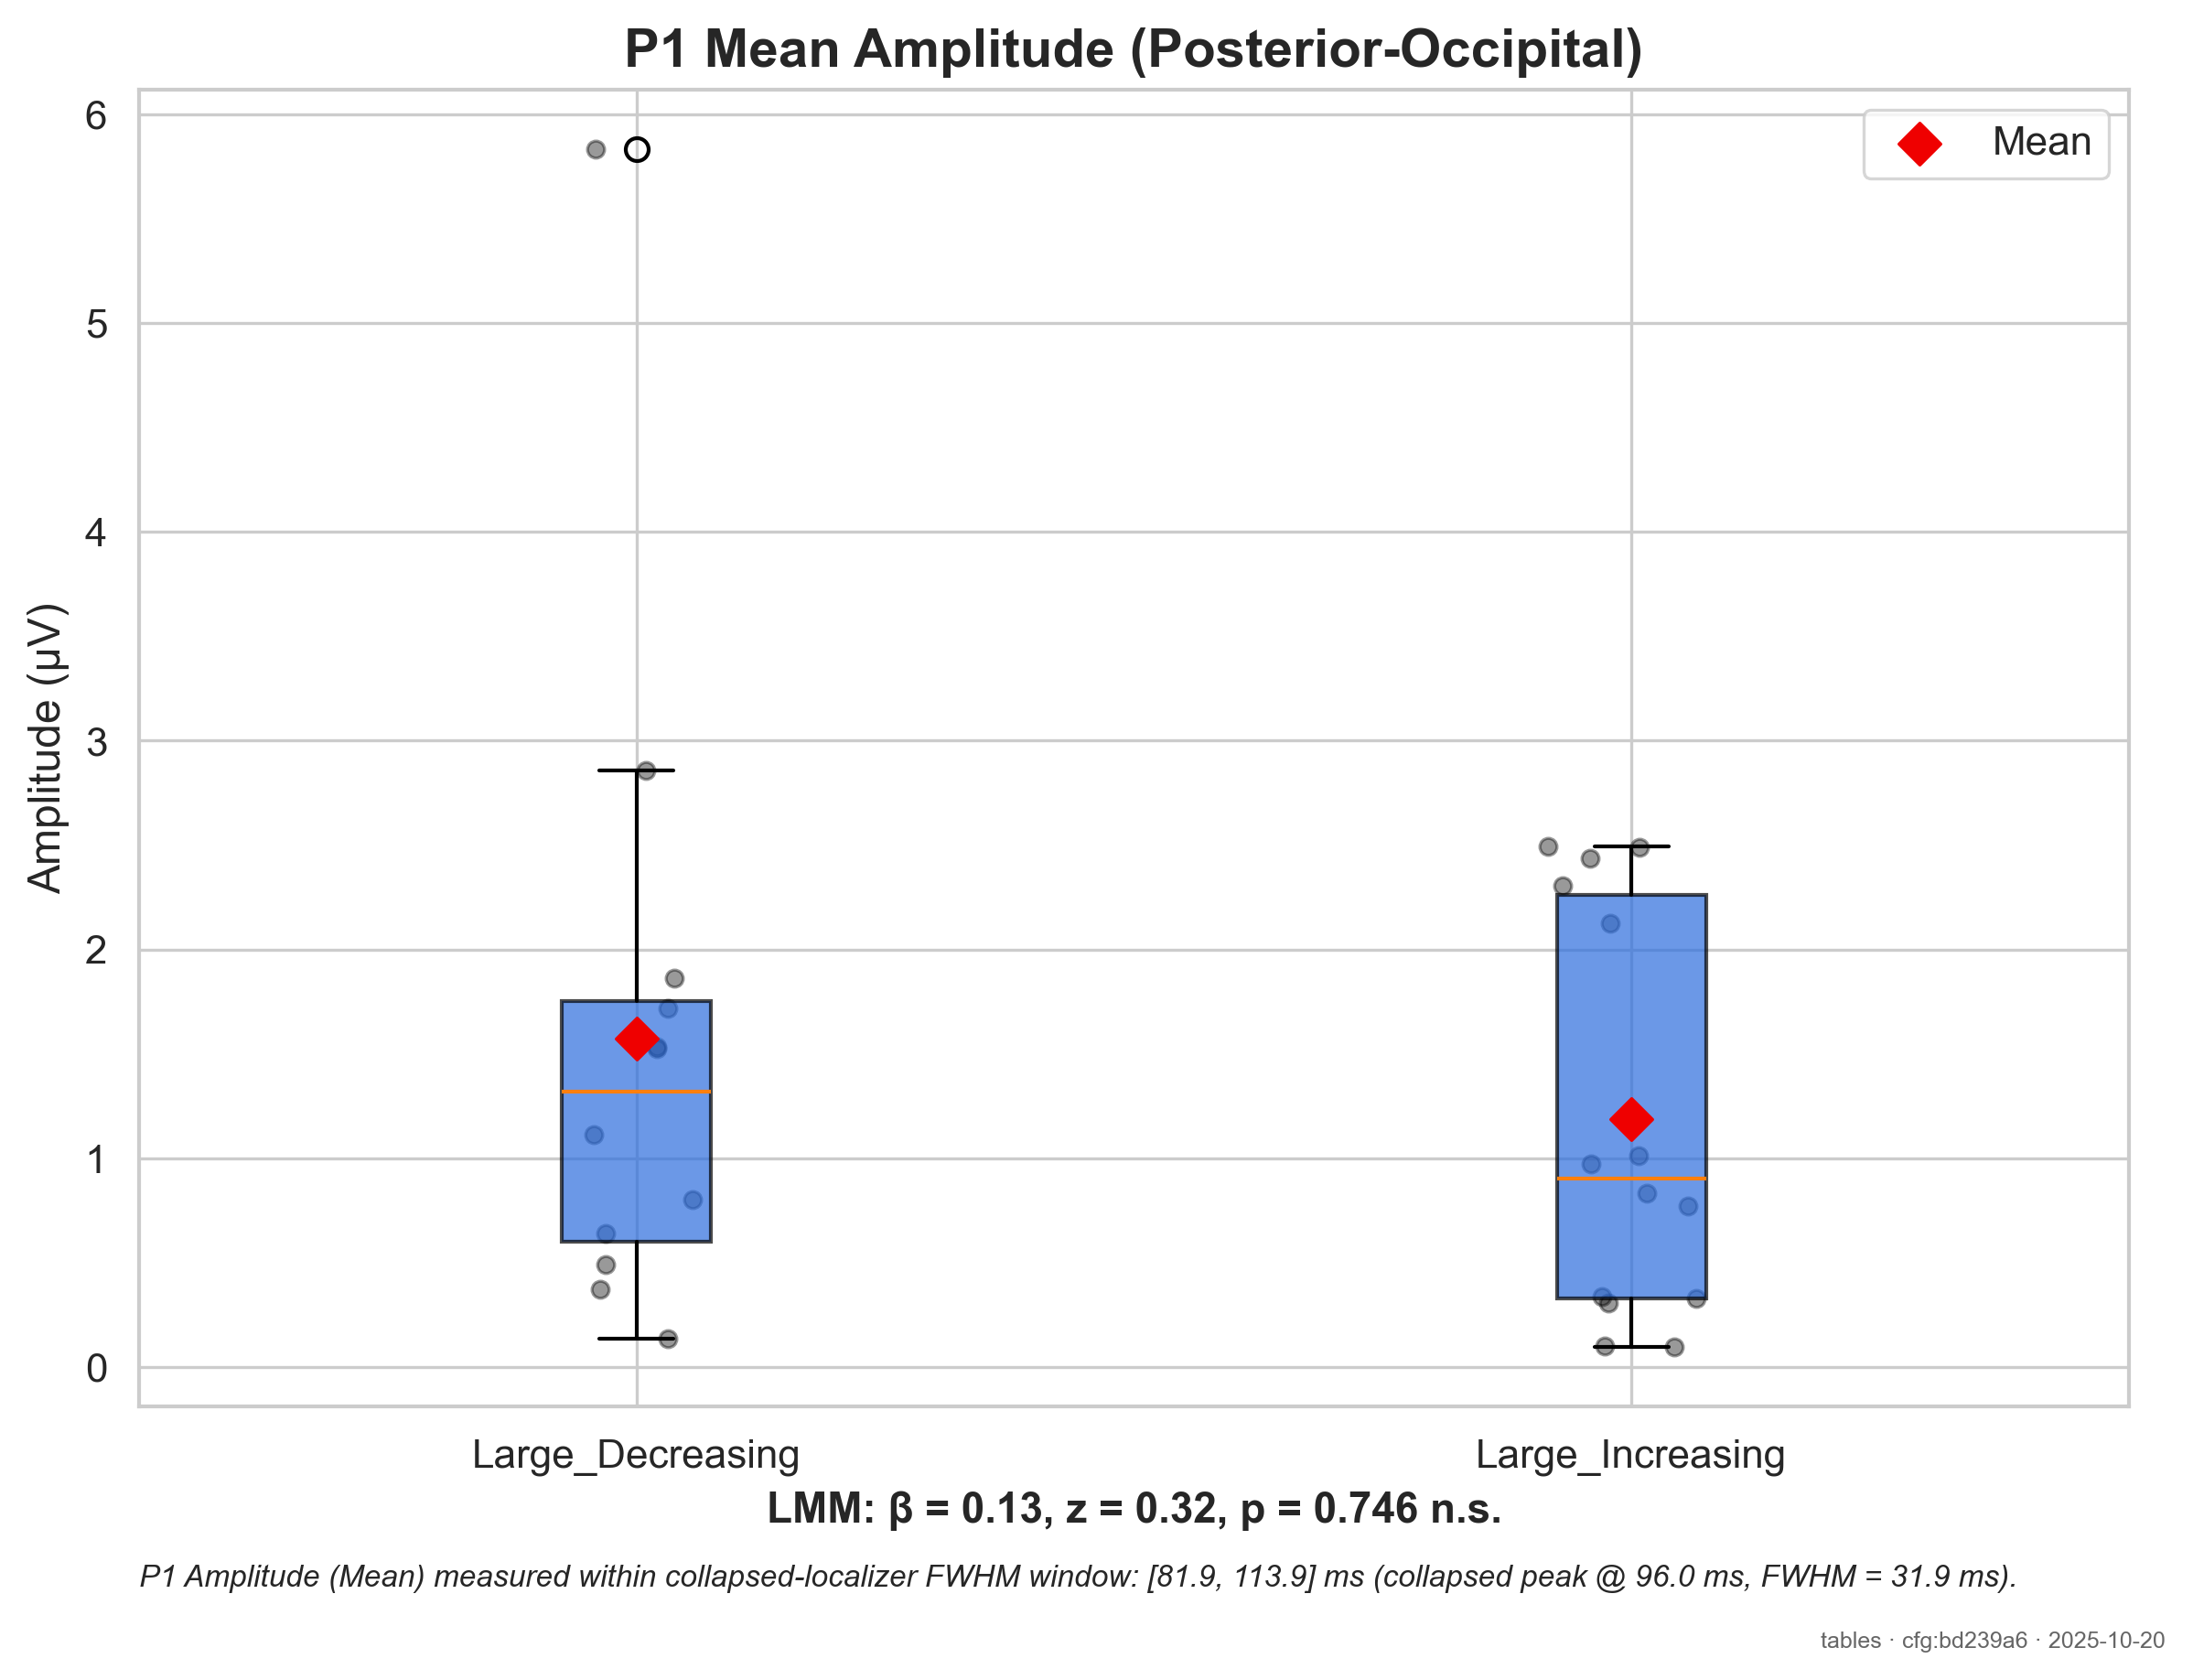 P1 Mean Amplitude (Posterior-Occipital)
Mean
6
5
4
3
2
1
0
Amplitude (µV)
Large_Decreasing
Large_Increasing
LMM: β = 0.13, z = 0.32, p = 0.746 n.s.
P1 Amplitude (Mean) measured within collapsed-localizer FWHM window: [81.9, 113.9] ms (collapsed peak @ 96.0 ms, FWHM = 31.9 ms).
tables · cfg:bd239a6 · 2025-10-20